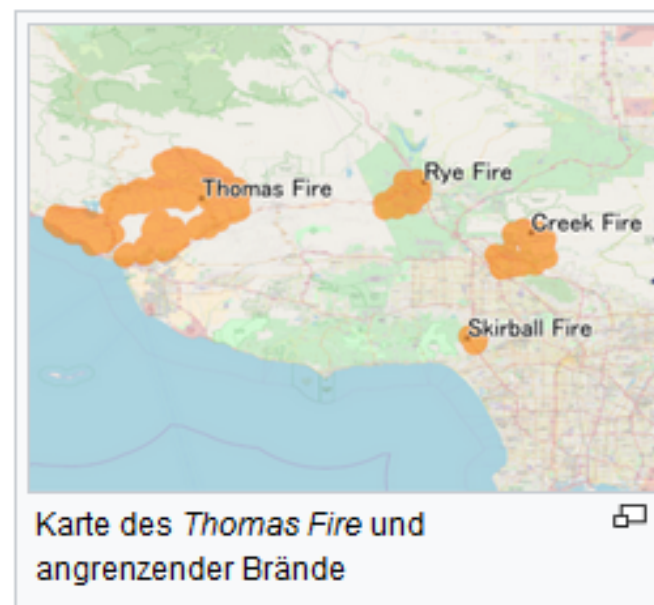 Thomas Fire
Rye Fire
Creek Fire
Skirball Fire
Karte des Thomas Fire und
angrenzender Brände